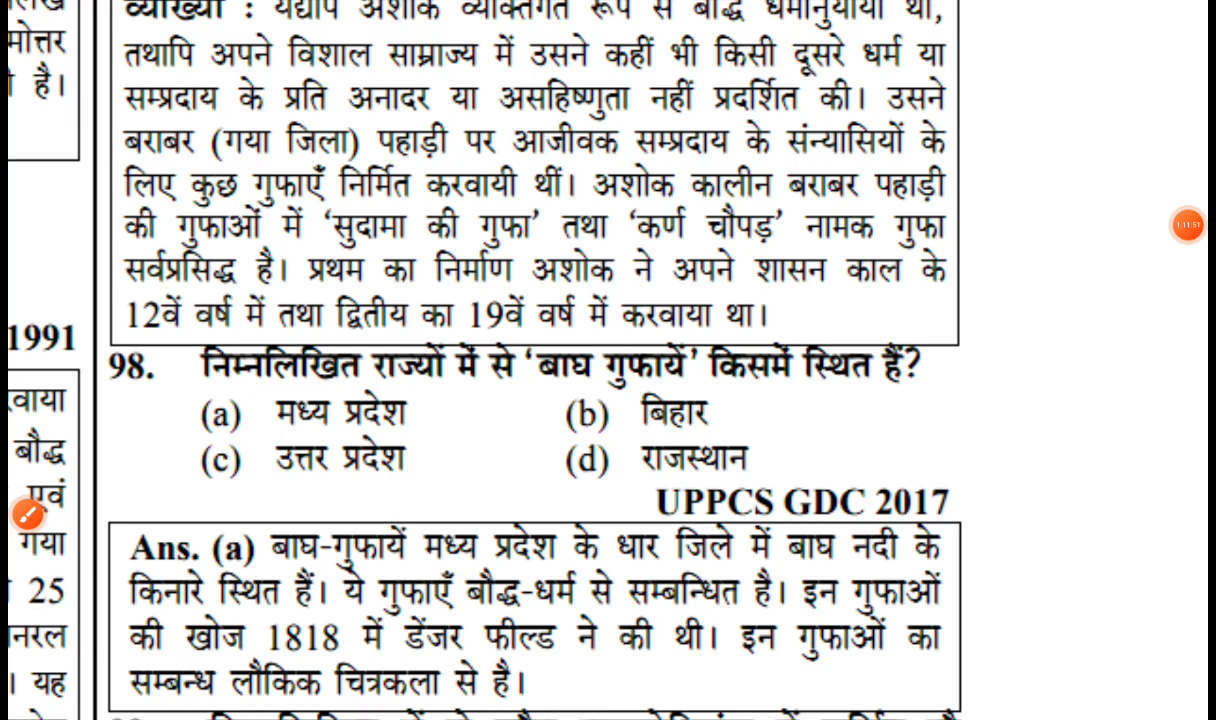 मोत्तर
है।
1991
वाया
बौद्ध
एवं
गया
25
नरल
। यह
व्याख्या : यद्यपि अशोक व्यक्तिगत रूप से बौद्ध धर्मानुयायी था,
तथापि अपने विशाल साम्राज्य में उसने कहीं भी किसी दूसरे धर्म या
सम्प्रदाय के प्रति अनादर या असहिष्णुता नहीं प्रदर्शित की। उसने
बराबर (गया जिला) पहाड़ी पर आजीवक सम्प्रदाय के संन्यासियों के
लिए कुछ गुफाएँ निर्मित करवायी थीं। अशोक कालीन बराबर पहाड़ी
की गुफाओं में ‘सुदामा की गुफा’ तथा ‘कर्ण चौपड़’ नामक गुफा
सर्वप्रसिद्ध है। प्रथम का निर्माण अशोक ने अपने शासन काल के
12वें वर्ष में तथा द्वितीय का 19वें वर्ष में करवाया था।
98. निम्नलिखित राज्यों में से ‘बाघ गुफायें’ किसमें स्थित हैं?
(a) मध्य प्रदेश (b) बिहार
(c) उत्तर प्रदेश (d) राजस्थान
UPPCS GDC 2017
Ans. (a) बाघ-गुफायें मध्य प्रदेश के धार जिले में बाघ नदी के
किनारे स्थित हैं। ये गुफाएँ बौद्ध-धर्म से सम्बन्धित है। इन गुफाओं
की खोज 1818 में डेंजर फील्ड ने की थी। इन गुफाओं का
सम्बन्ध लौकिक चित्रकला से है।
1:11:51